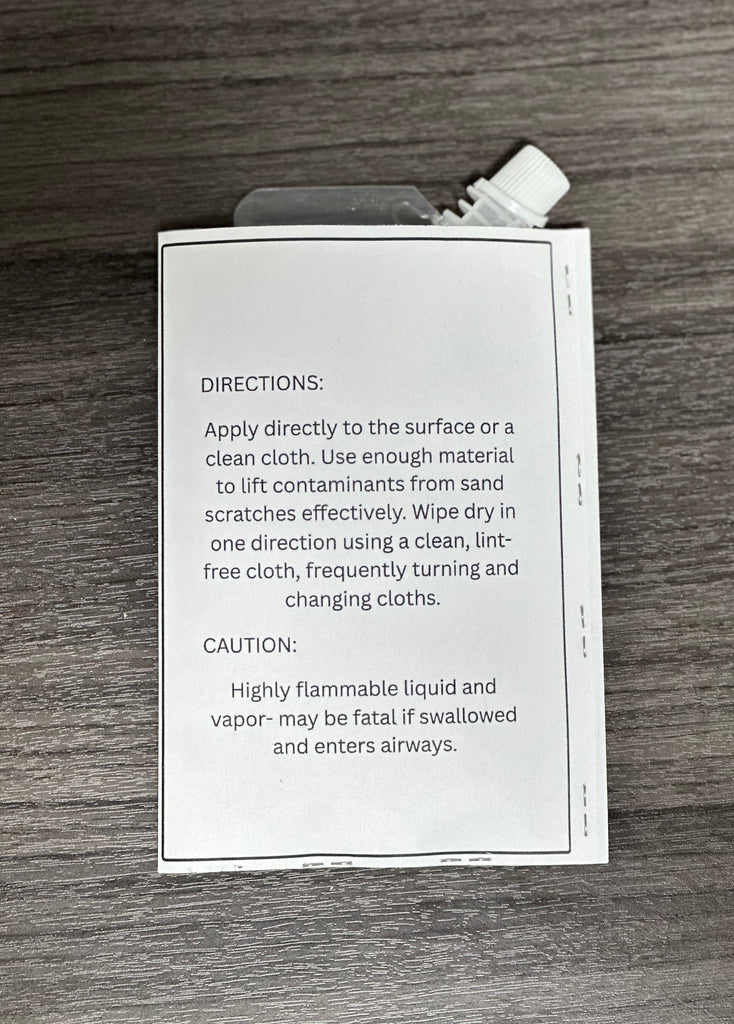 DIRECTIONS:
Apply directly to the surface or a
clean cloth. Use enough material
to lift contaminants from sand
scratches effectively. Wipe dry in
one direction using a clean, lint-
free cloth, frequently turning and
changing cloths.
CAUTION:
Highly flammable liquid and
vapor- may be fatal if swallowed
and enters airways.